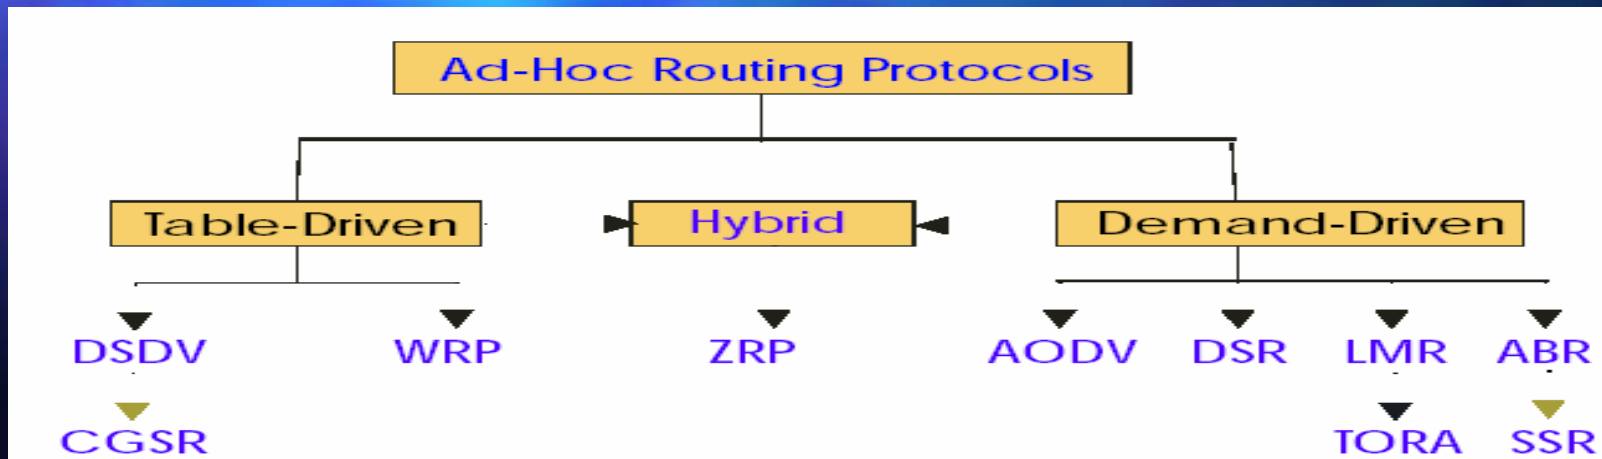 Ad-Hoc Routing Protocols
Table-Driven
Hybrid
Demand-Driven
DSDV
WRP
ZRP
AODV
DSR
LMR
ABR
CGSR
TORA
SSR